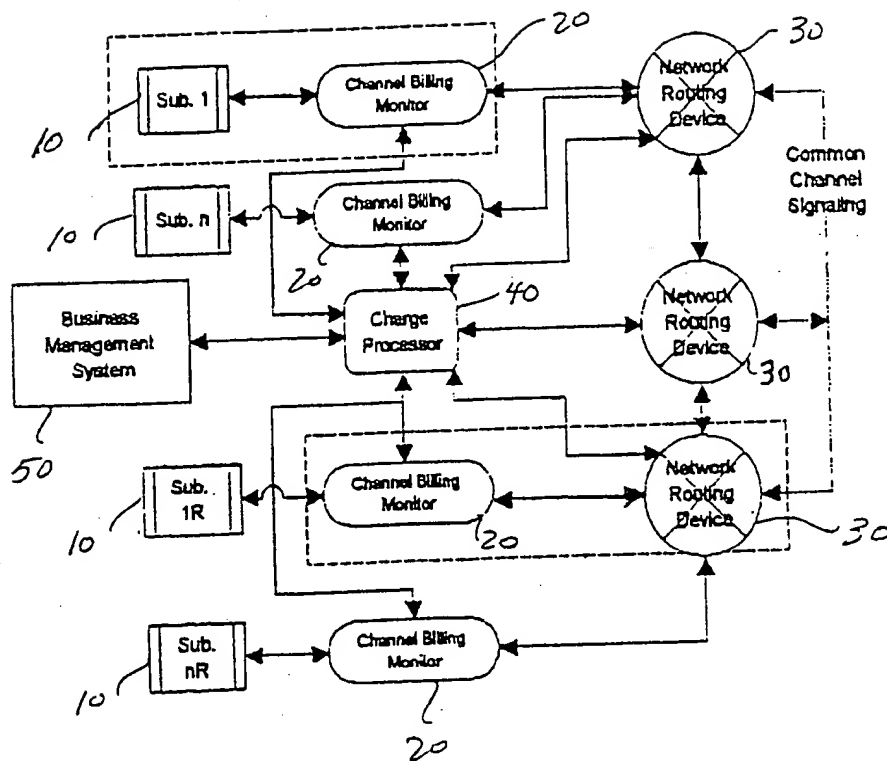 20
30
Network
Routing
Device
Channel Billing
Monitor
Sub. 1
10
Common
Channel
Signaling
Channel Billing
Monitor
Sub. n
10
20
40
Business
Management
System
Charge
Processor
Network
Routing
Device
30
50
Sub.
1R
Channel Billing
Monitor
Network
Routing
Device
10
20
30
Sub.
nR
Channel Billing
Monitor
10
20